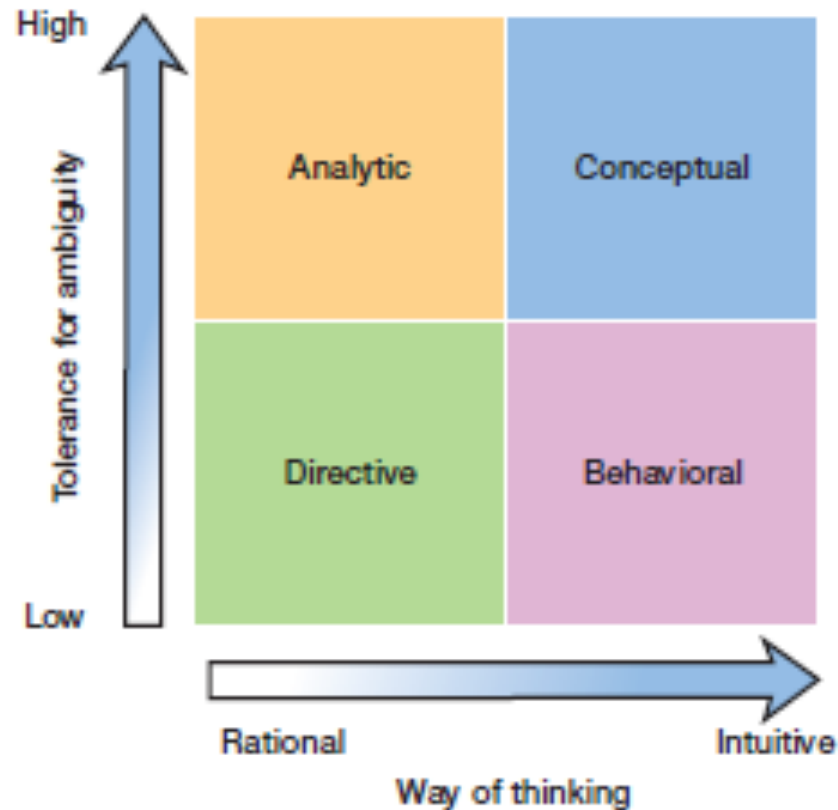 High
Tolerance for ambiguity
Analytic
Conceptual
Directive
Behavioral
Low
Rational
Intuitive
Way of thinking